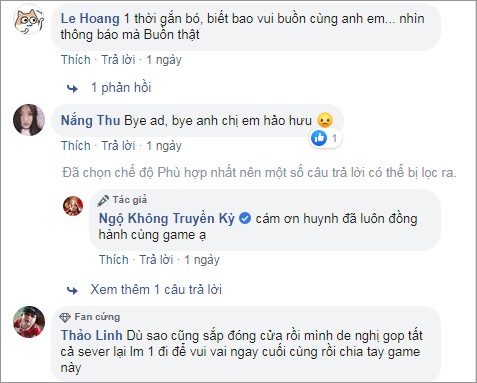 Le Hoang 1 thời gắn bó, biết bao vui buồn cùng anh em... nhìn
thông báo mà Buồn thật
Thích · Trả lời · 1 ngày
1 phản hồi
Nắng Thu Bye ad, bye anh chị em hảo hưu
1
Thích · Trả lời · 1 ngày
Đã chọn chế độ Phù hợp nhất nên một số câu trả lời có thể bị lọc ra.
Tác giả
Ngộ Không Truyền Kỳ cám ơn huynh đã luôn đồng
hành cùng game ạ
Thích · Trả lời · 1 ngày
Xem thêm 1 câu trả lời
Fan cứng
Thảo Linh Dù sao cũng sắp đóng cửa rồi mình de nghị gop tất
cả sever lại lm 1 đi để vui vai ngay cuối cùng rồi chia tay game
này